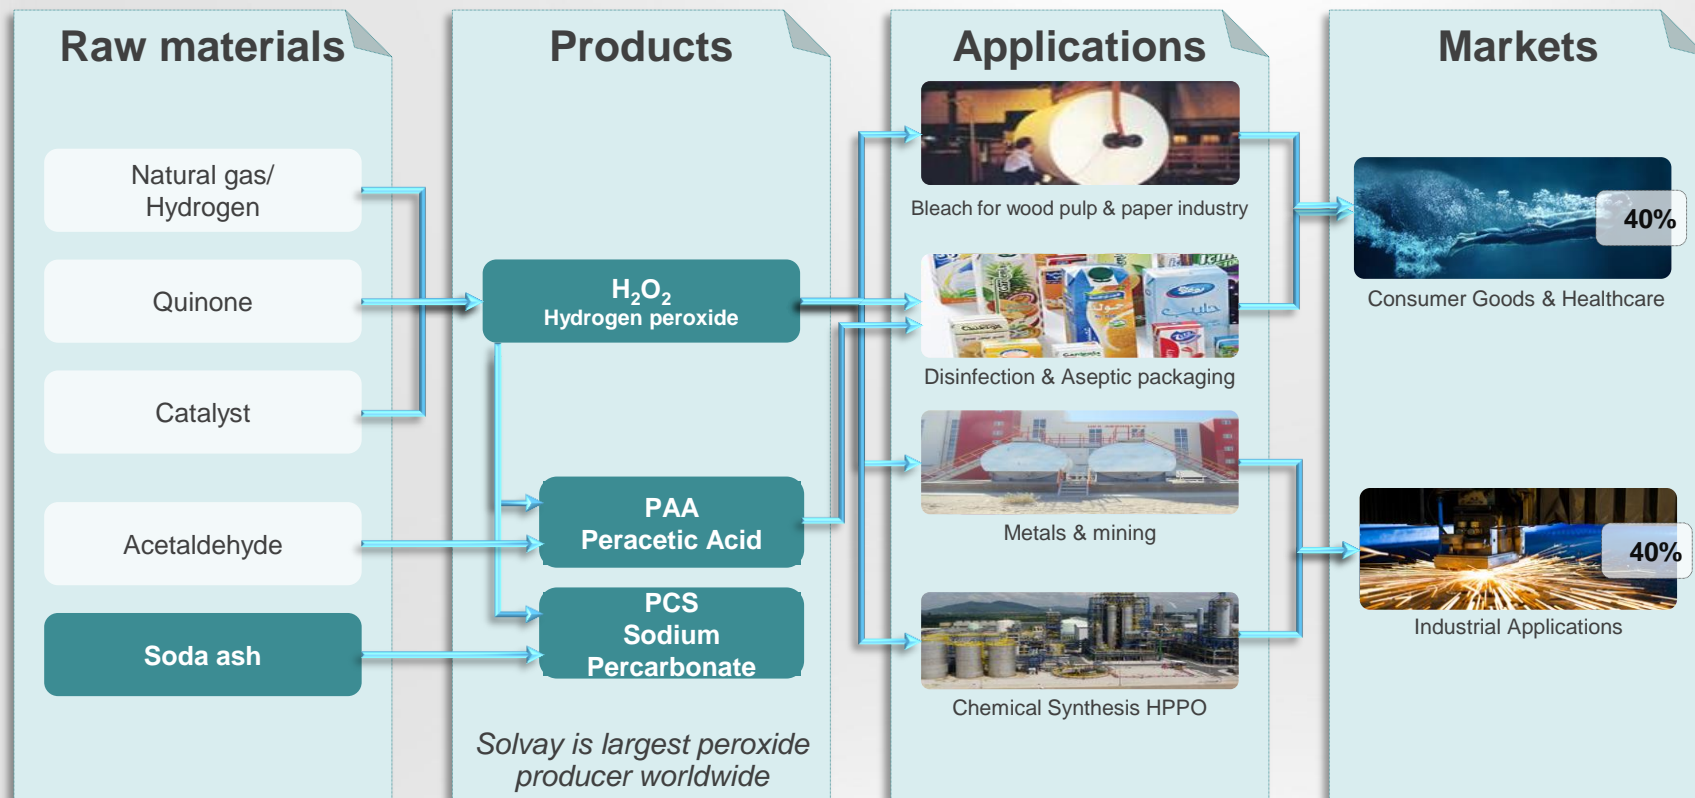 Raw materials
Natural gas/
Hydrogen
Quinone
Catalyst
Acetaldehyde
Soda ash
Products
H₂O₂
Hydrogen peroxide
PAA
Peracetic Acid
PCS
Sodium
Percarbonate
Solvay is largest peroxide
producer worldwide
Applications
Bleach for wood pulp & paper industry
حليب
Disinfection & Aseptic packaging
Metals & mining
Chemical Synthesis HPPO
Markets
40%
Consumer Goods & Healthcare
40%
Industrial Applications